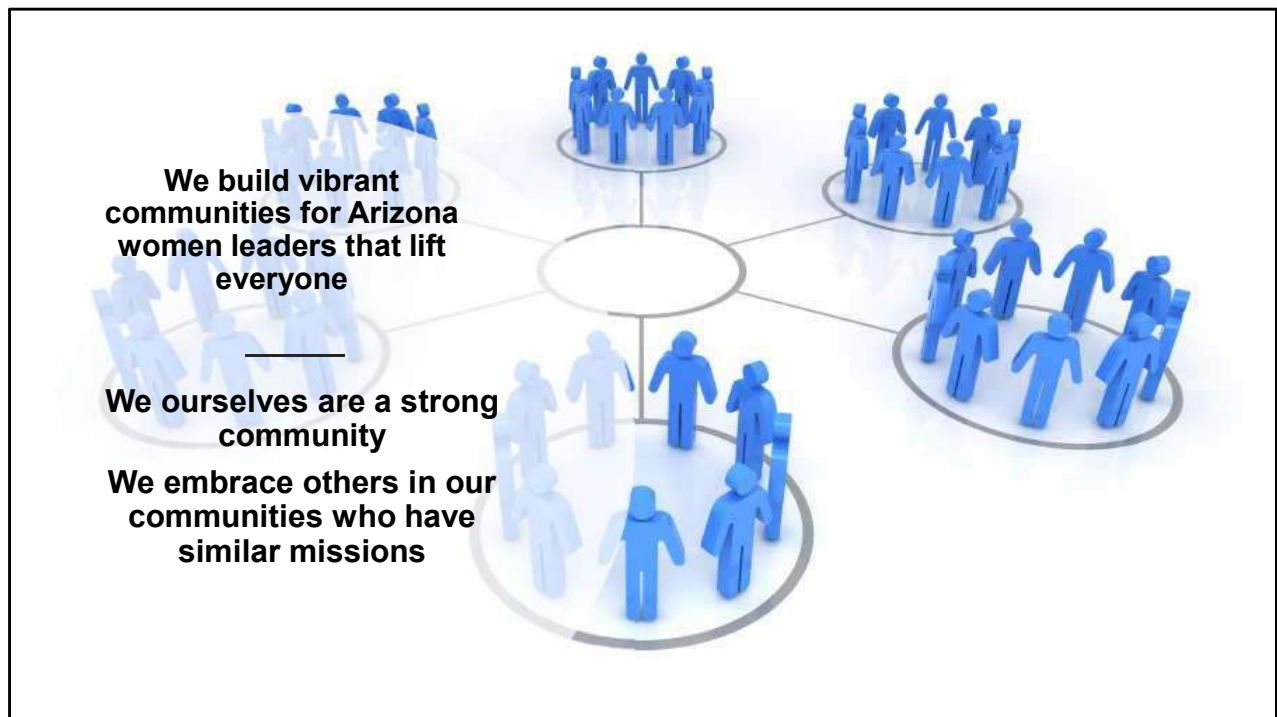 We build vibrant
communities for Arizona
women leaders that lift
everyone
We ourselves are a strong
community
We embrace others in our
communities who have
similar missions